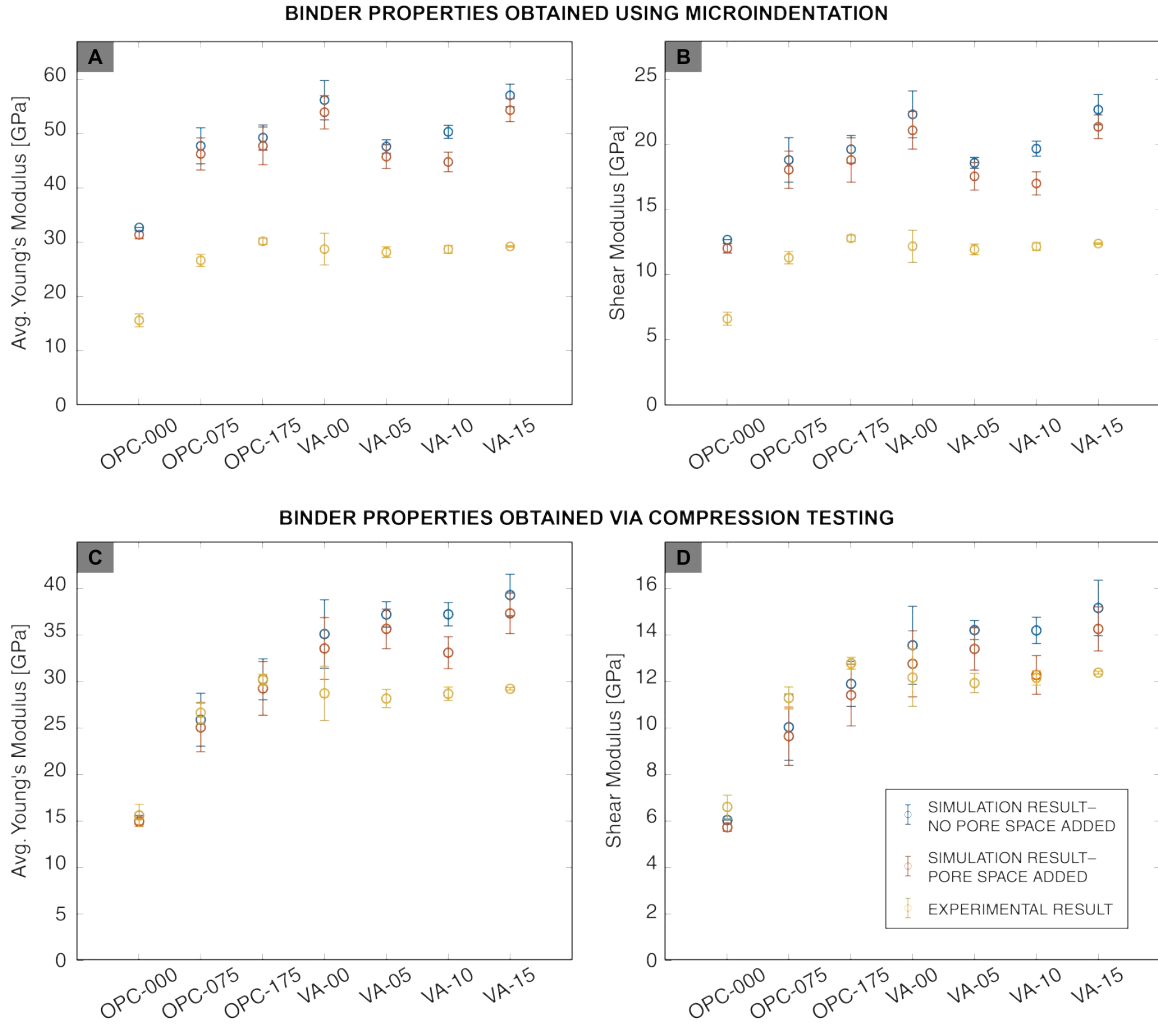 BINDER PROPERTIES OBTAINED USING MICROINDENTATION
A
Avg. Young's Modulus [GPa]
60
50
40
30
20
10
0
OPC-000
OPC-075
OPC-175
VA-00
VA-05
VA-10
VA-15
B
Shear Modulus [GPa]
25
20
15
10
5
0
OPC-000
OPC-075
OPC-175
VA-00
VA-05
VA-10
VA-15
BINDER PROPERTIES OBTAINED VIA COMPRESSION TESTING
C
Avg. Young's Modulus [GPa]
40
35
30
25
20
15
10
5
0
OPC-000
OPC-075
OPC-175
VA-00
VA-05
VA-10
VA-15
D
Shear Modulus [GPa]
16
14
12
10
8
6
4
2
0
OPC-000
OPC-075
OPC-175
VA-00
VA-05
VA-10
VA-15
SIMULATION RESULT–
NO PORE SPACE ADDED
SIMULATION RESULT–
PORE SPACE ADDED
EXPERIMENTAL RESULT